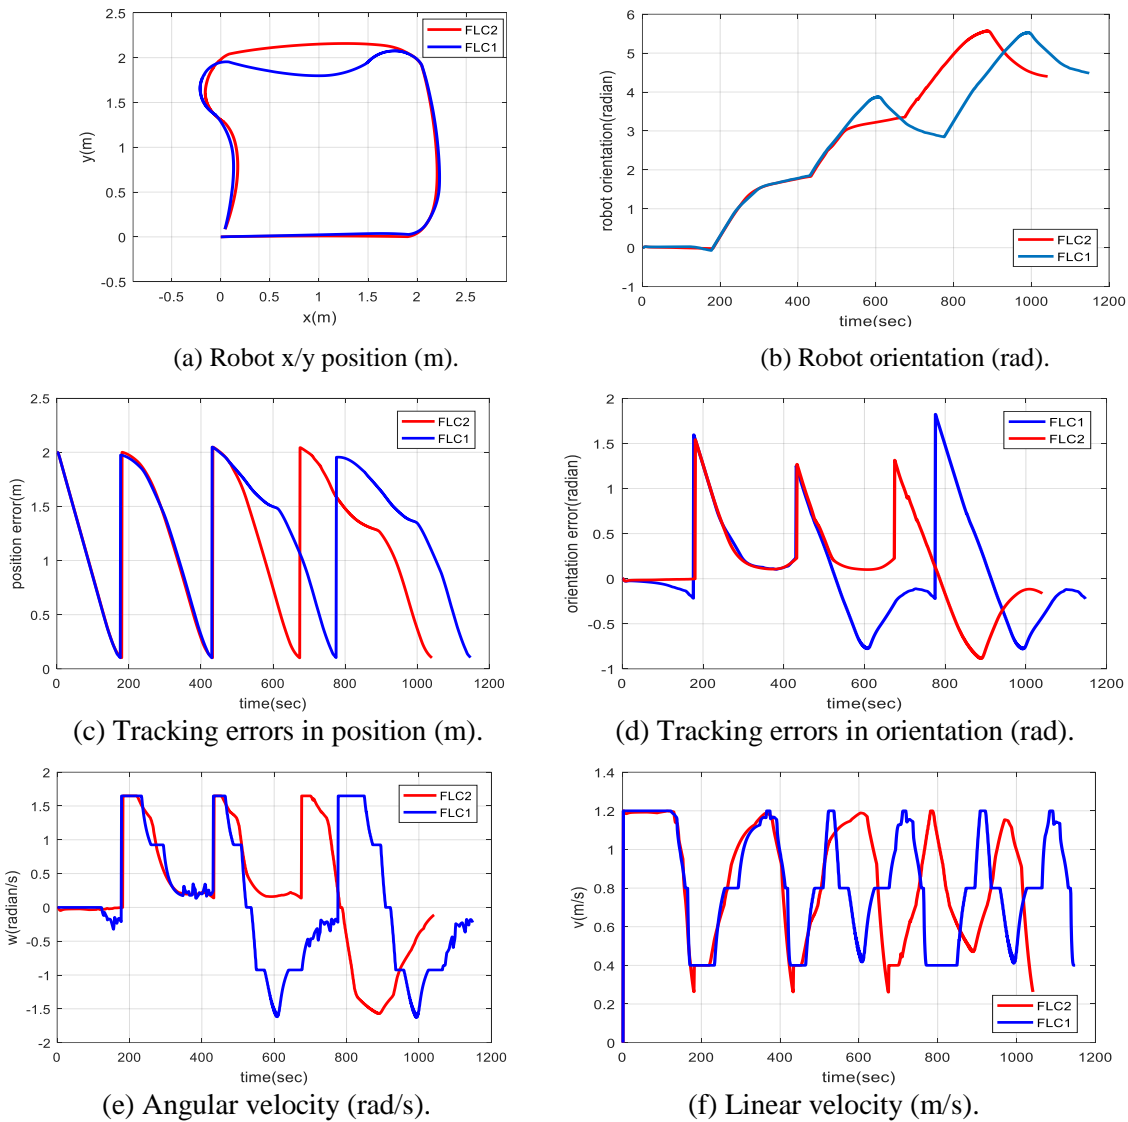 2.5
2
1.5
1
0.5
0
-0.5
y(m)
-0.5
0
0.5
1
1.5
2
2.5
x(m)
FLC2
FLC1
(a) Robot x/y position (m).
6
5
4
3
2
1
0
-1
robot orientation(radian)
0
200
400
600
800
1000
1200
time(sec)
FLC2
FLC1
(b) Robot orientation (rad).
2.5
2
1.5
1
0.5
0
position error(m)
0
200
400
600
800
1000
1200
time(sec)
FLC2
FLC1
(c) Tracking errors in position (m).
2
1.5
1
0.5
0
-0.5
-1
orientation error(radian)
0
200
400
600
800
1000
1200
time(sec)
FLC1
FLC2
(d) Tracking errors in orientation (rad).
2
1.5
1
0.5
0
-0.5
-1
-1.5
-2
w(radian/s)
0
200
400
600
800
1000
1200
time(sec)
FLC2
FLC1
(e) Angular velocity (rad/s).
1.4
1.2
1
0.8
0.6
0.4
0.2
0
v(m/s)
0
200
400
600
800
1000
1200
time(sec)
FLC2
FLC1
(f) Linear velocity (m/s).